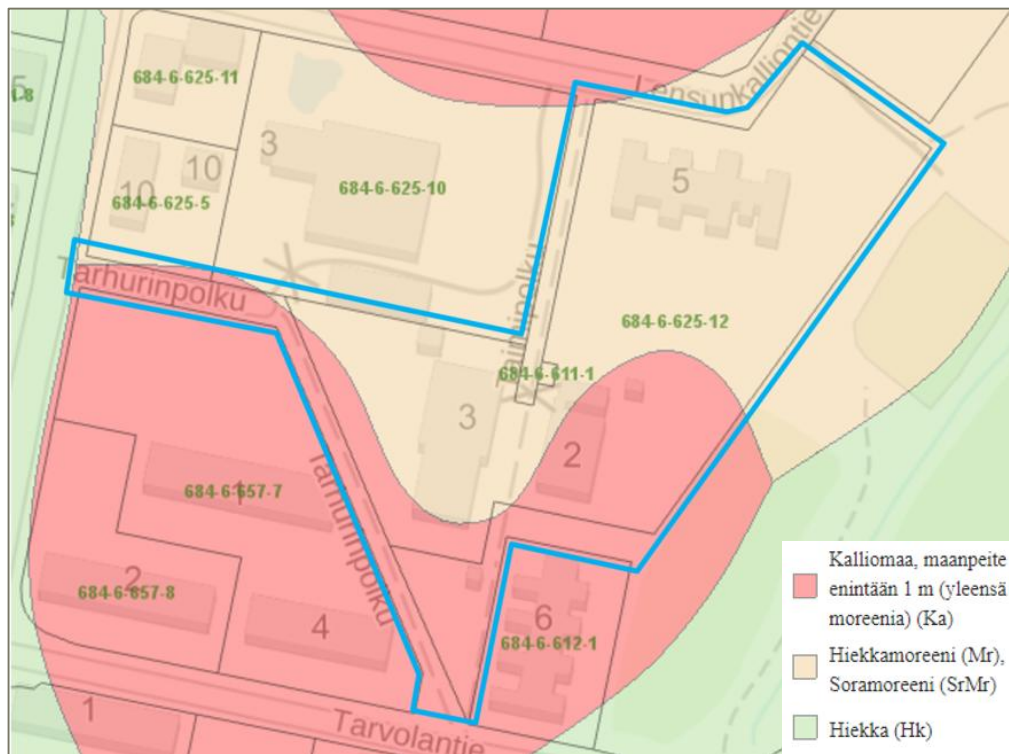 684-6-625-11
Lensunkalliontie
3
5
10
10
684-6-625-10
684-6-625-5
Tarhurinpolku
Taimipolku
684-6-625-12
684-6-611-1
3
2
Tarhurinpolku
684-6-657-7
1
2
684-6-657-8
4
6
684-6-612-1
1
Tarvolantie
Kalliomaa, maanpeite
enintään 1 m (yleensä
moreenia) (Ka)
Hiekkamoreeni (Mr),
Soramoreeni (SrMr)
Hiekka (Hk)